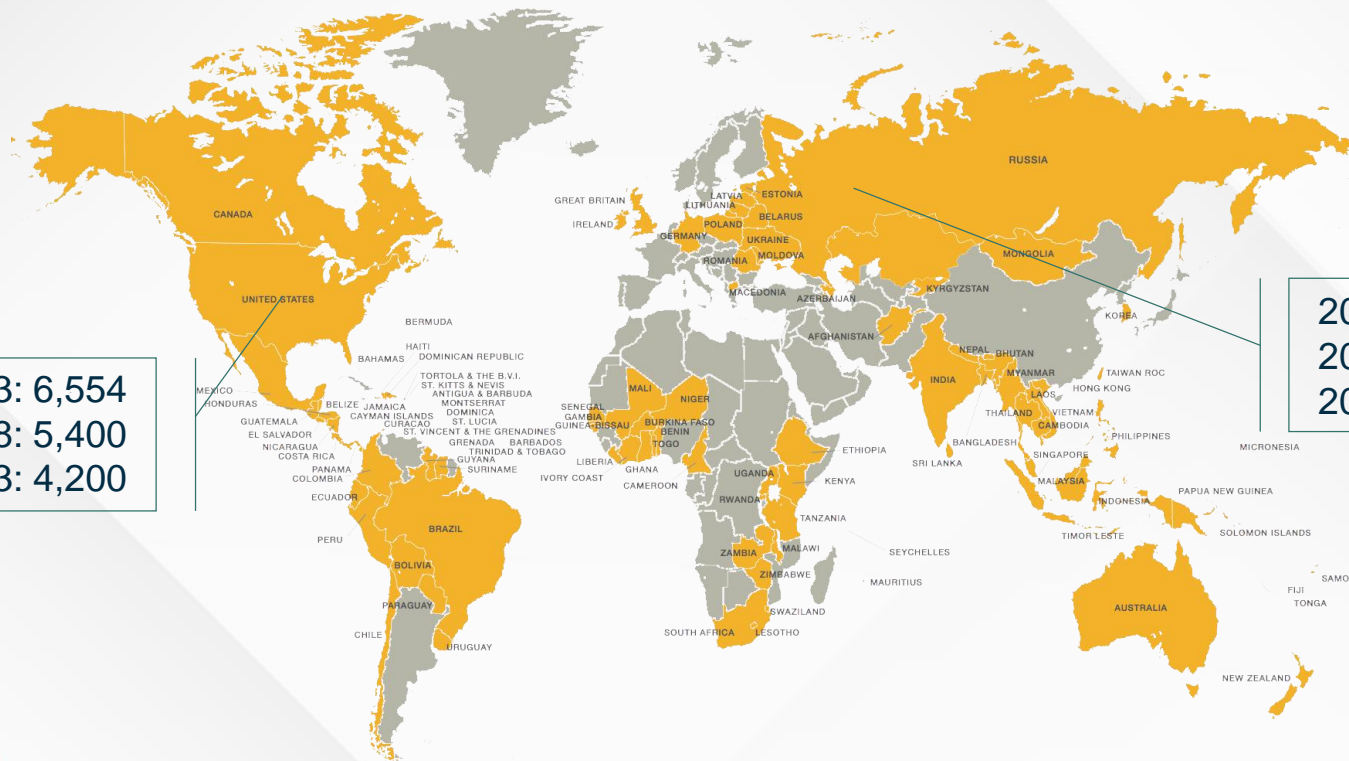 RUSSIA
CANADA
UNITED STATES
GREAT BRITAIN
IRELAND
LATVIA
LITHUANIA
ESTONIA
BELARUS
POLAND
GERMANY
UKRAINE
MOLDOVA
ROMANIA
MACEDONIA
AZERBAIJAN
MONGOLIA
KYRGYZSTAN
KOREA
AFGHANISTAN
NEPAL
BHUTAN
INDIA
MYANMAR
TAIWAN ROC
HONG KONG
LAOS
THAILAND
VIETNAM
CAMBODIA
BANGLADESH
PHILIPPINES
SRI LANKA
SINGAPORE
MALAYSIA
INDONESIA
MICRONESIA
PAPUA NEW GUINEA
SOLOMON ISLANDS
TIMOR LESTE
FIJI
TONGA
AUSTRALIA
NEW ZEALAND
BERMUDA
BAHAMAS
HAITI
DOMINICAN REPUBLIC
TORTOLA & THE B.V.I.
ST. KITTS & NEVIS
ANTIGUA & BARBUDA
MONTSERRAT
DOMINICA
ST. LUCIA
ST. VINCENT & THE GRENADINES
GRENADA
BARBADOS
TRINIDAD & TOBAGO
MEXICO
HONDURAS
BELIZE
JAMAICA
CAYMAN ISLANDS
CURACAO
GUATEMALA
EL SALVADOR
NICARAGUA
COSTA RICA
PANAMA
COLOMBIA
GUYANA
SURINAME
ECUADOR
PERU
BRAZIL
BOLIVIA
PARAGUAY
CHILE
URUGUAY
MALI
NIGER
SENEGAL
GAMBIA
GUINEA-BISSAU
BURKINA FASO
BENIN
TOGO
LIBERIA
GHANA
IVORY COAST
CAMEROON
ETHIOPIA
UGANDA
KENYA
RWANDA
TANZANIA
ZAMBIA
MALAWI
ZIMBABWE
SEYCHELLES
MAURITIUS
SWAZILAND
SOUTH AFRICA
LESOTHO
3: 6,554
8: 5,400
3: 4,200